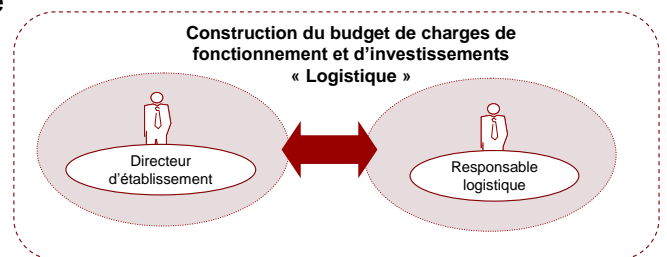 e
Construction du budget de charges de
fonctionnement et d'investissements
« Logistique »
Directeur
d'établissement
Responsable
logistique